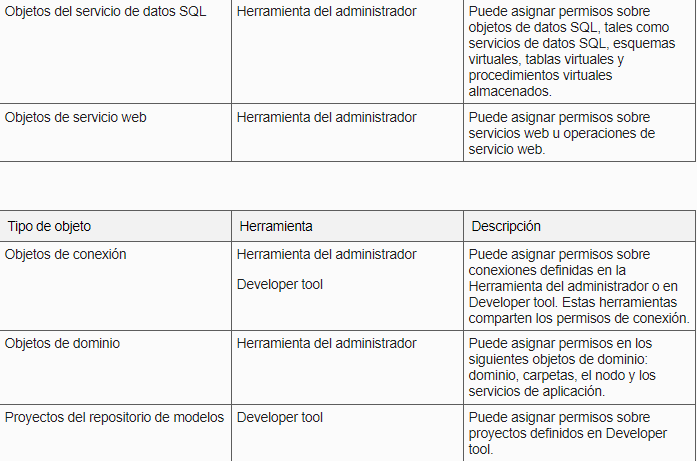 Objetos del servicio de datos SQL
Herramienta del administrador
Puede asignar permisos sobre
objetos de datos SQL, tales como
servicios de datos SQL, esquemas
virtuales, tablas virtuales y
procedimientos virtuales
almacenados.
Objetos de servicio web
Herramienta del administrador
Puede asignar permisos sobre
servicios web u operaciones de
servicio web.
Tipo de objeto
Herramienta
Descripción
Objetos de conexión
Herramienta del administrador
Developer tool
Puede asignar permisos sobre
conexiones definidas en la
Herramienta del administrador o en
Developer tool. Estas herramientas
comparten los permisos de conexión.
Objetos de dominio
Herramienta del administrador
Puede asignar permisos en los
siguientes objetos de dominio:
dominio, carpetas, el nodo y los
servicios de aplicación.
Proyectos del repositorio de modelos
Developer tool
Puede asignar permisos sobre
proyectos definidos en Developer
tool.